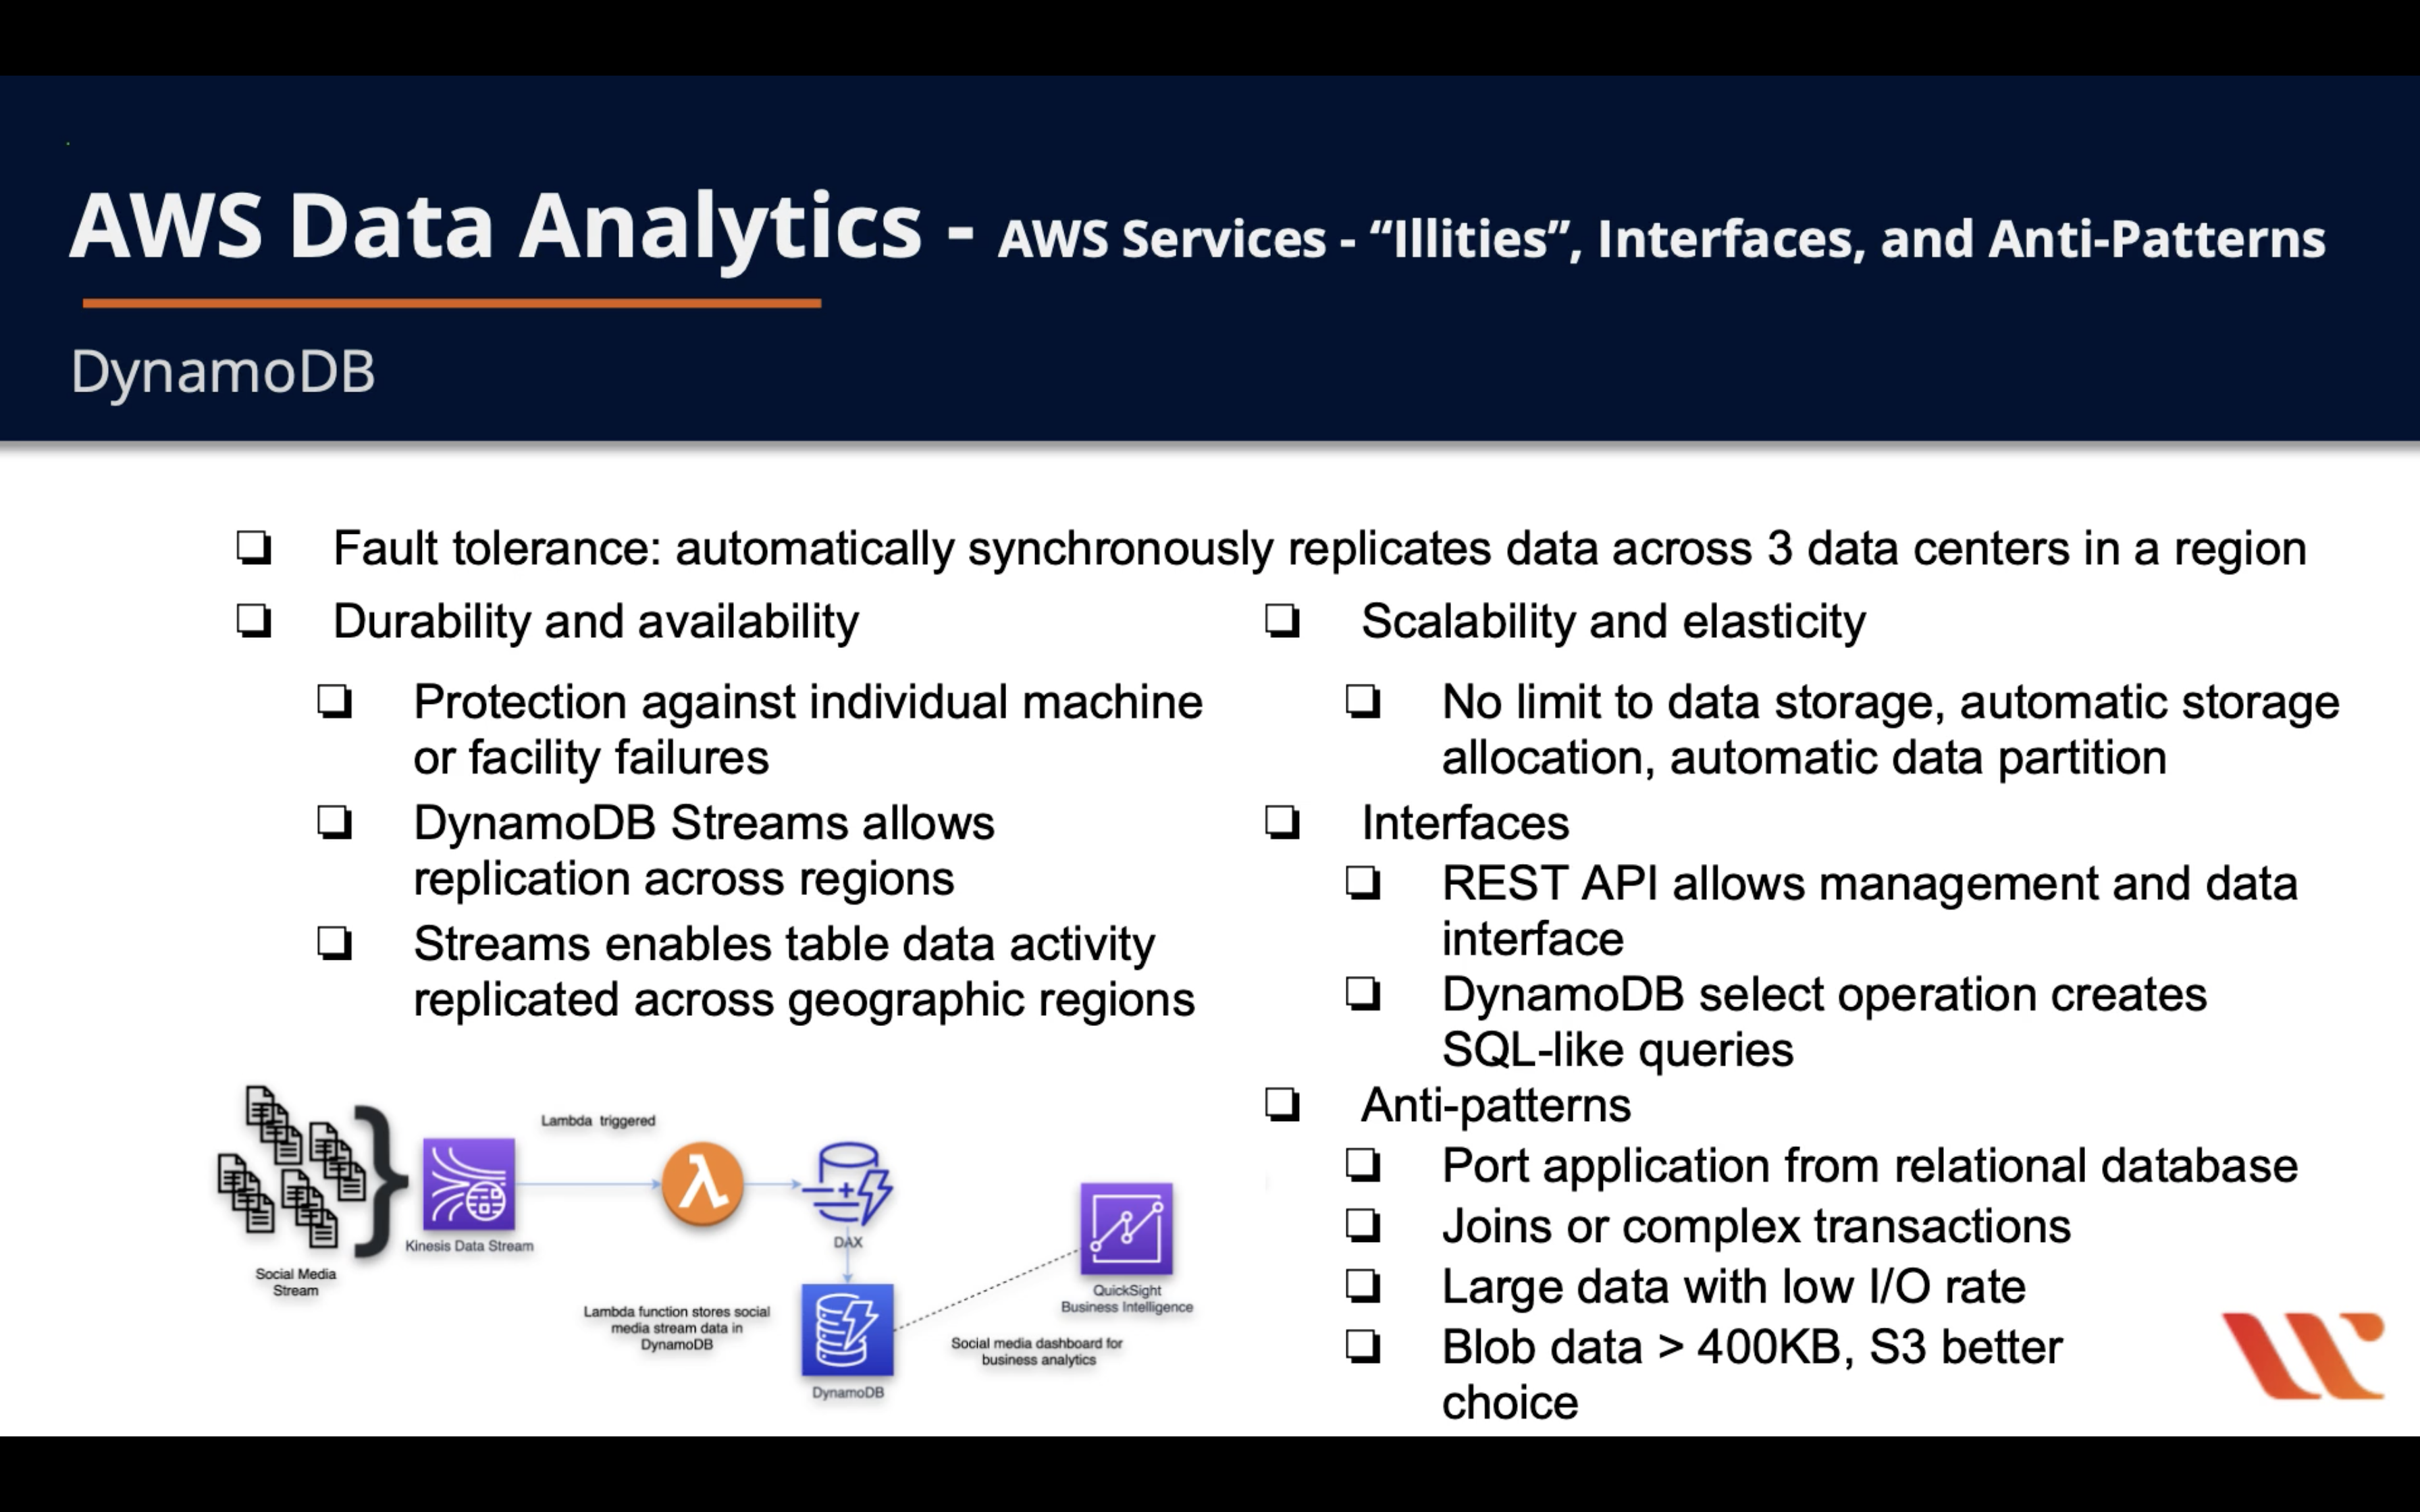 AWS Data Analytics - AWS Services - “Illities”, Interfaces, and Anti-Patterns
DynamoDB
Fault tolerance: automatically synchronously replicates data across 3 data centers in a region
Durability and availability
Protection against individual machine
or facility failures
DynamoDB Streams allows
replication across regions
Streams enables table data activity
replicated across geographic regions
Scalability and elasticity
No limit to data storage, automatic storage
allocation, automatic data partition
Interfaces
REST API allows management and data
interface
DynamoDB select operation creates
SQL-like queries
Anti-patterns
Port application from relational database
Joins or complex transactions
Large data with low I/O rate
Blob data > 400KB, S3 better
choice
Social Media
Stream
Kinesis Data Stream
Lambda triggered
λ
DAX
Lambda function stores social
media stream data in
DynamoDB
DynamoDB
QuickSight
Business Intelligence
Social media dashboard for
business analytics